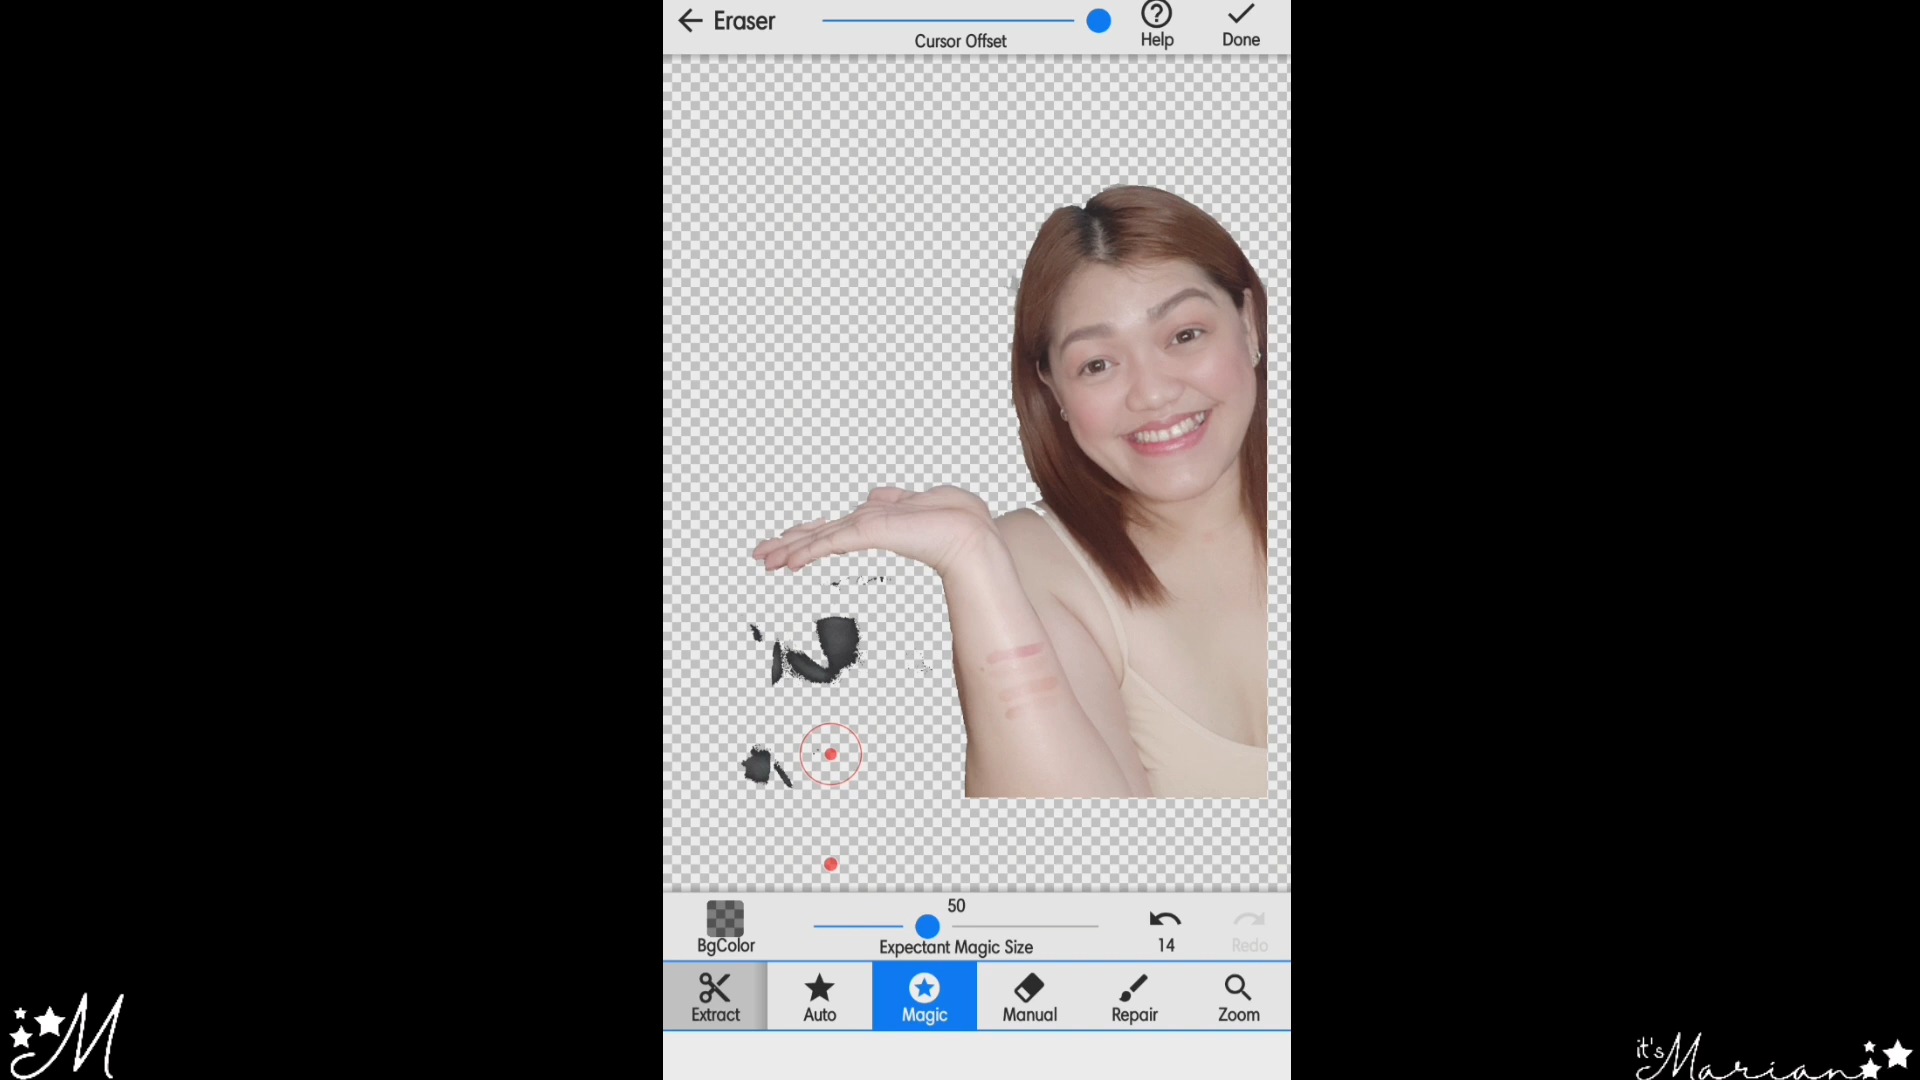 Eraser
Cursor Offset
Help
Done
50
BgColor
Expectant Magic Size
14
Redo
Extract
Auto
Magic
Manual
Repair
Zoom
M
it's Marian